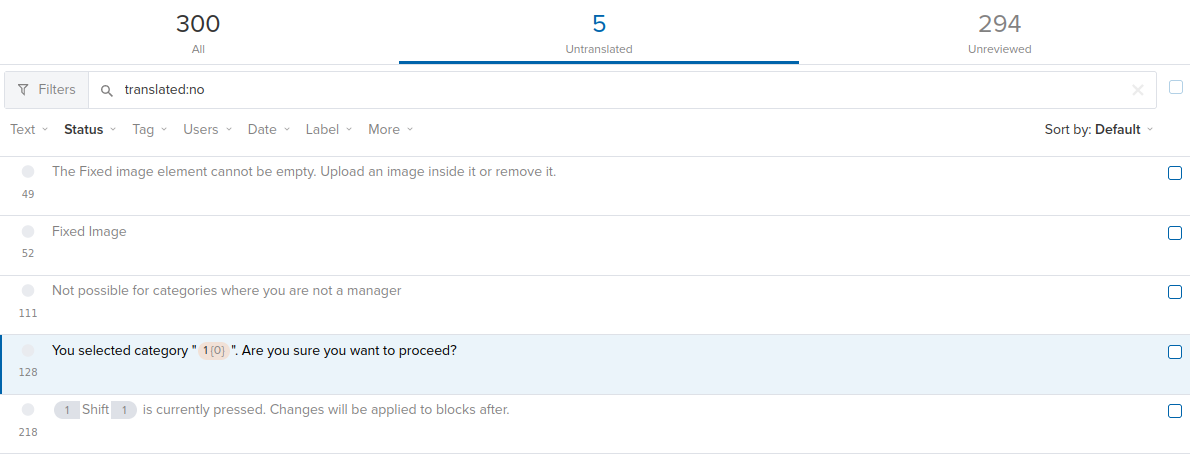 300 5 294
All Untranslated Unreviewed
Filters translated:no
Text Status Tag Users Date Label More Sort by: Default
The Fixed image element cannot be empty. Upload an image inside it or remove it.
49
Fixed Image
52
Not possible for categories where you are not a manager
111
You selected category " 1{0} ". Are you sure you want to proceed?
128
1 Shift 1 is currently pressed. Changes will be applied to blocks after.
218